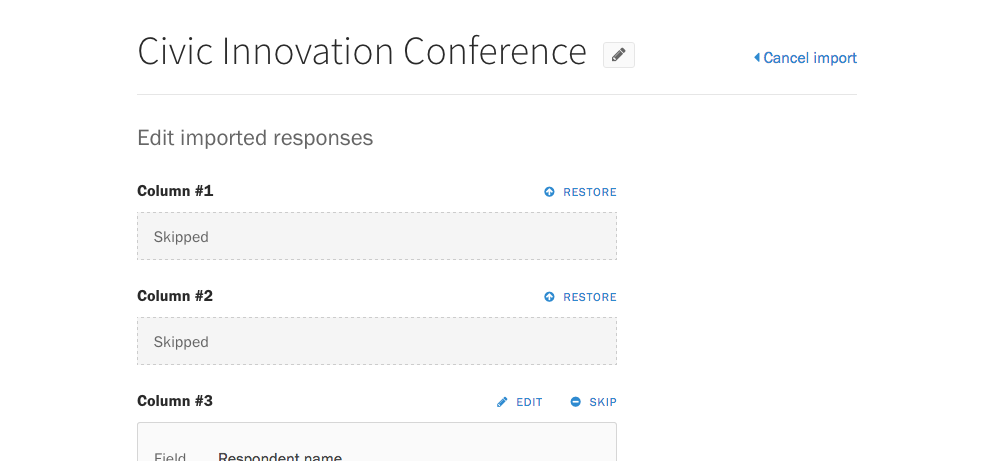 Civic Innovation Conference
Cancel import
Edit imported responses
Column #1
RESTORE
Skipped
Column #2
RESTORE
Skipped
Column #3
EDIT
SKIP
Field Respondent name